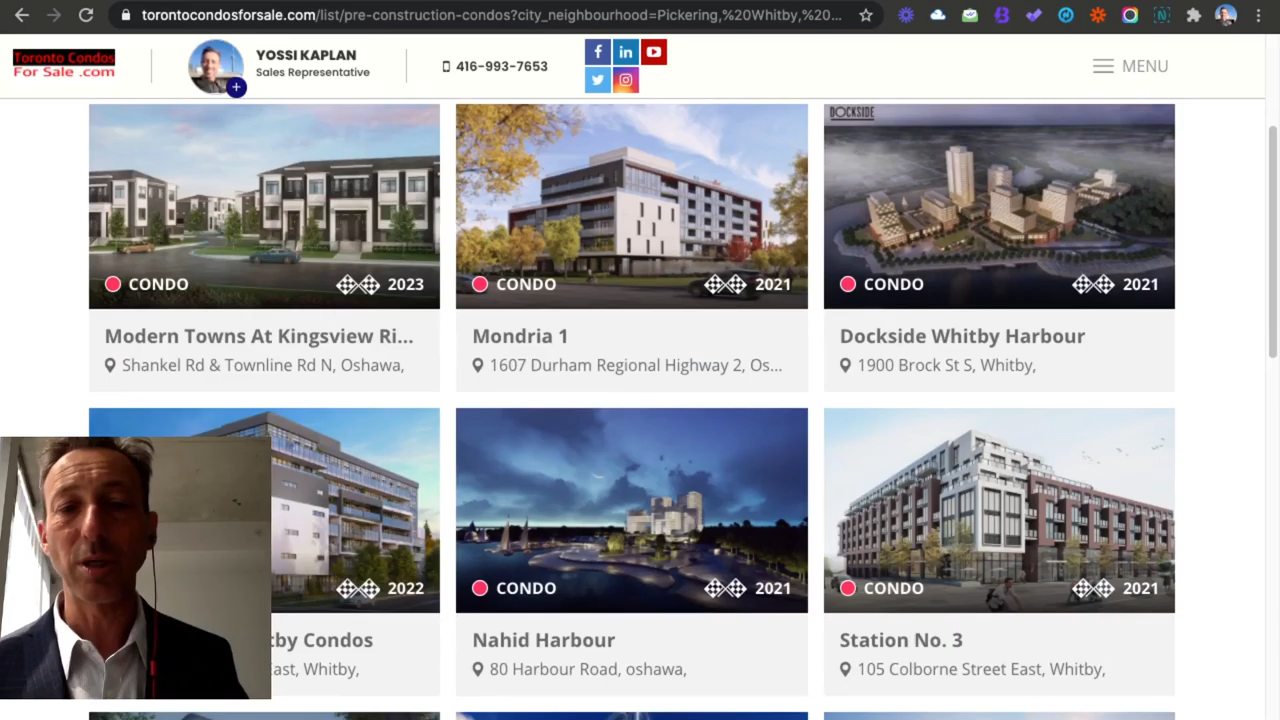 torontocondosforsale.com/list/pre-construction-condos?city_neighbourhood=Pickering,%20Whitby,%20...
Toronto Condos
For Sale .com
YOSSI KAPLAN
Sales Representative
416-993-7653
MENU
CONDO
2023
Modern Towns At Kingsview Ri...
Shankel Rd & Townline Rd N, Oshawa,
CONDO
2021
Mondria 1
1607 Durham Regional Highway 2, Os...
DOCKSIDE
CONDO
2021
Dockside Whitby Harbour
1900 Brock St S, Whitby,
2022
tby Condos
East, Whitby,
CONDO
2021
Nahid Harbour
80 Harbour Road, oshawa,
CONDO
2021
Station No. 3
105 Colborne Street East, Whitby,